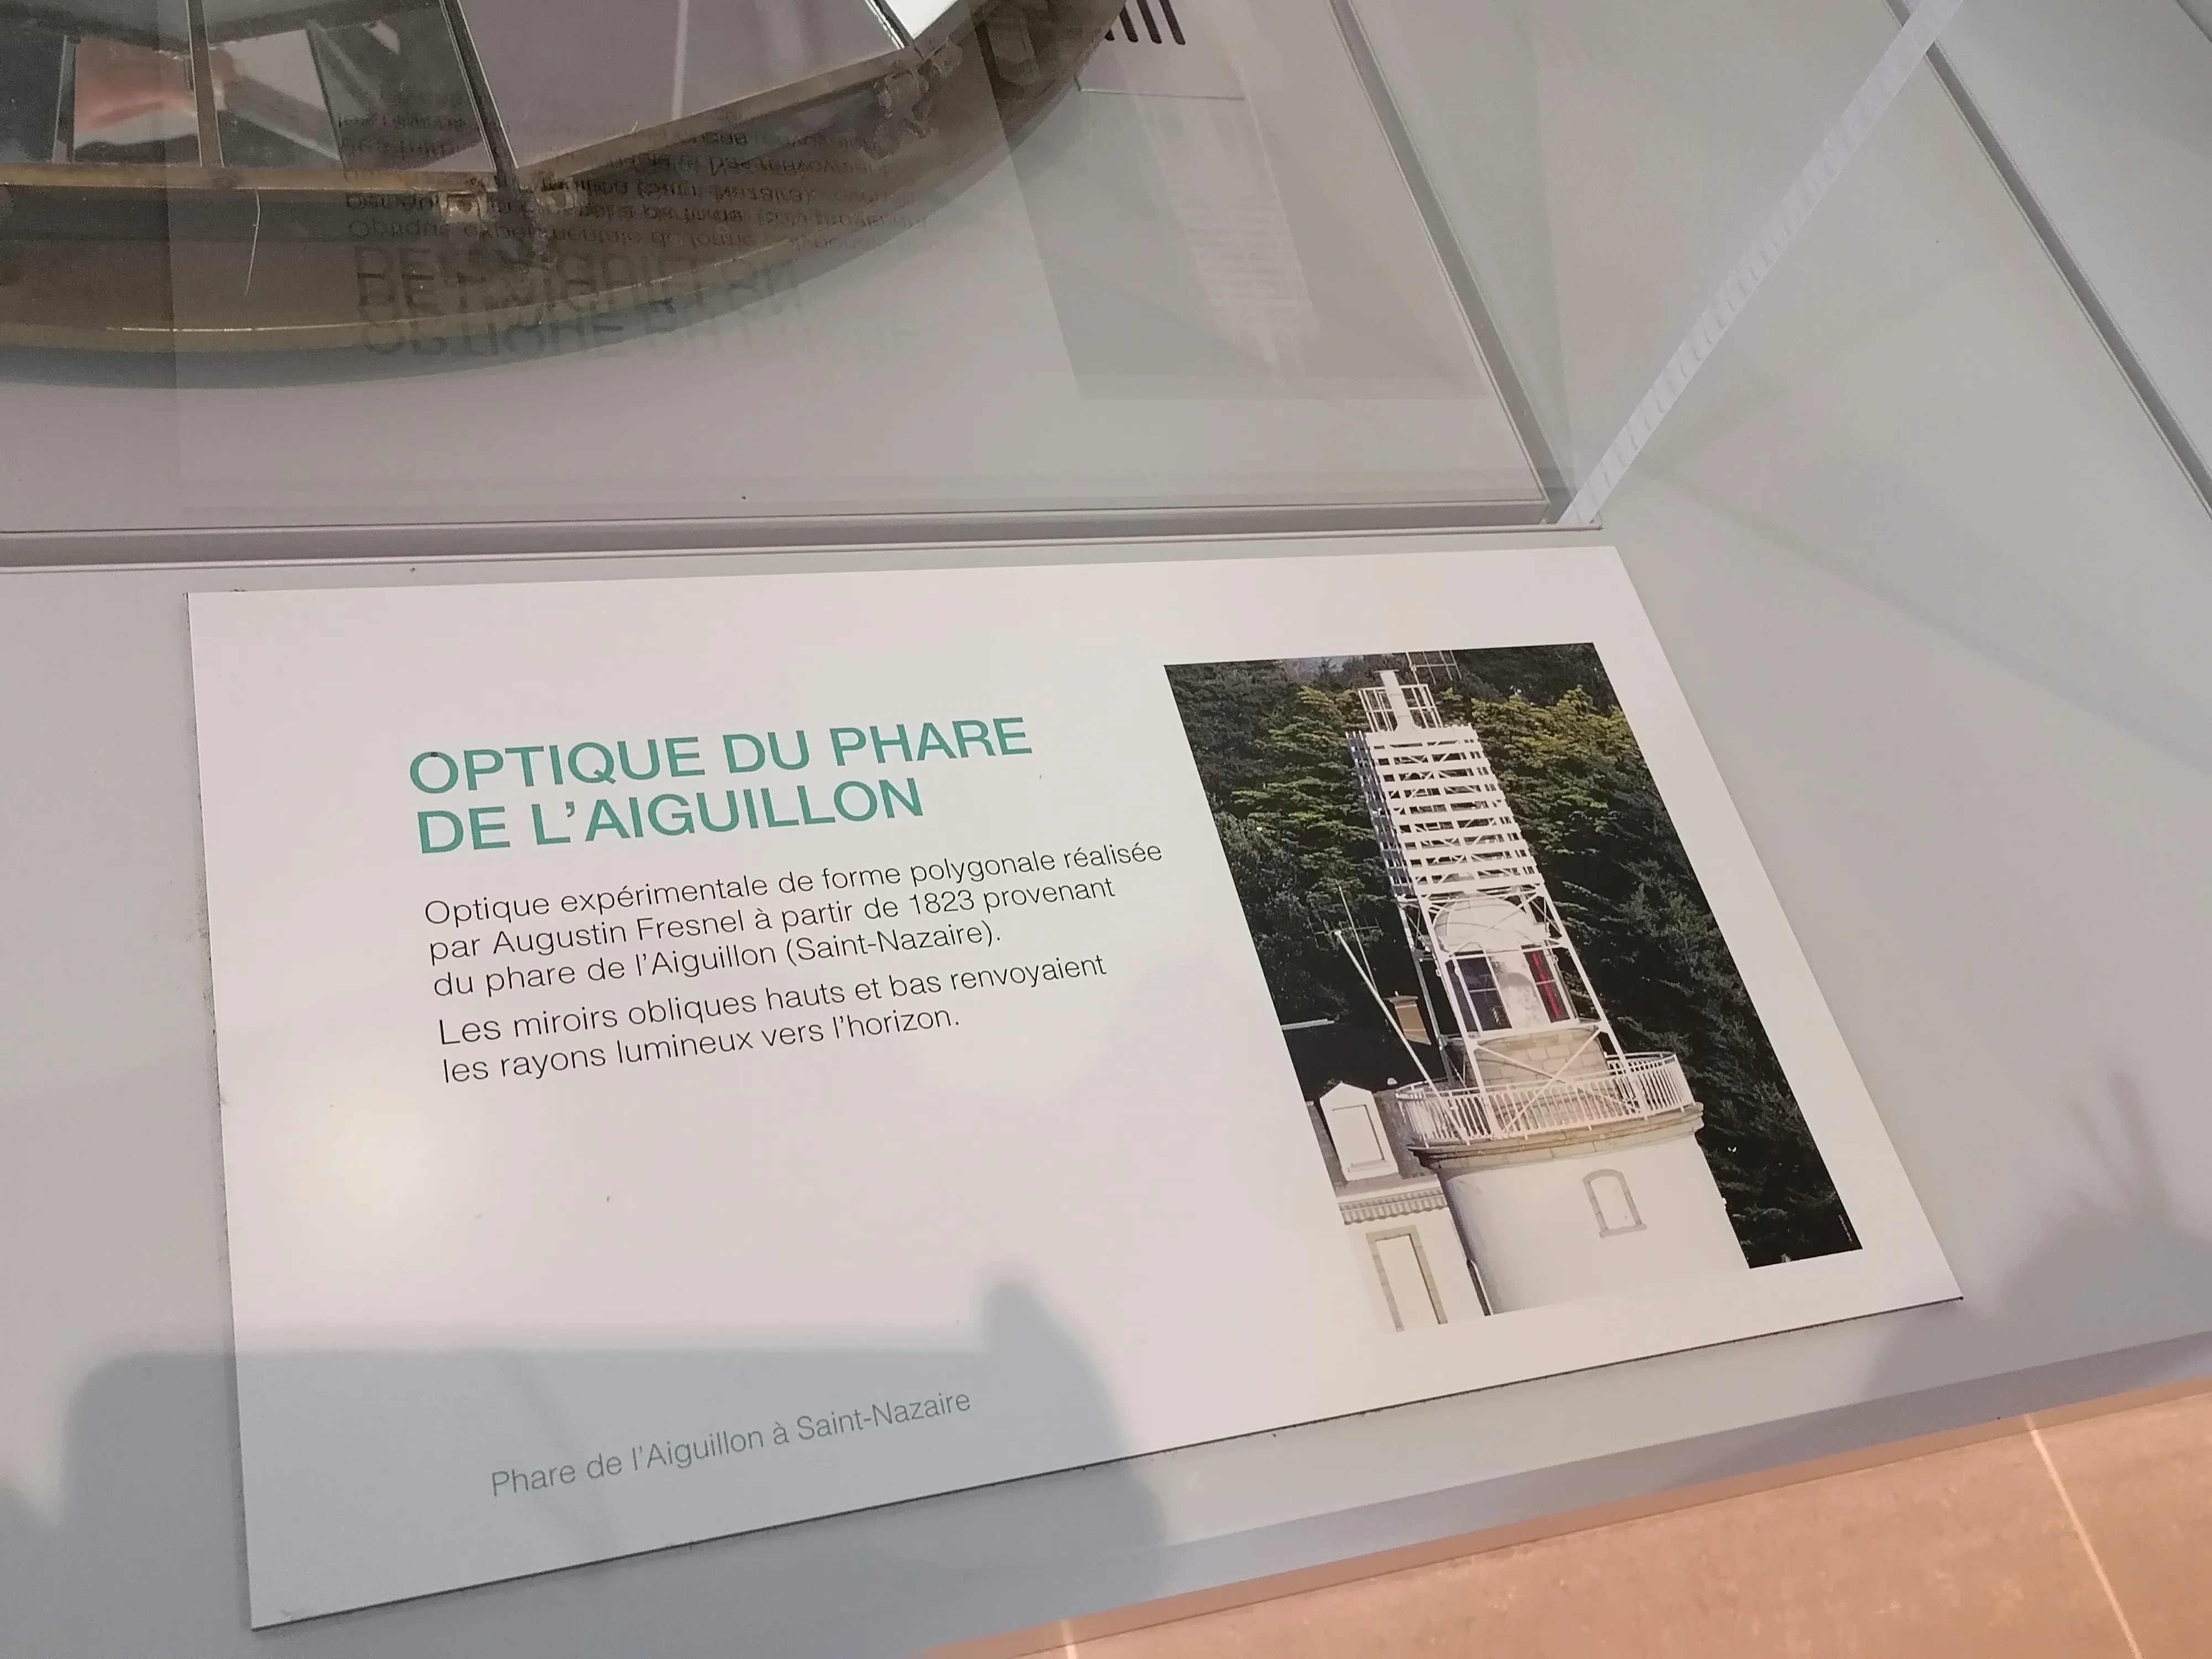 OPTIQUE DU PHARE
DE L'AIGUILLON
Optique expérimentale de forme polygonale réalisée
par Augustin Fresnel à partir de 1823 provenant
du phare de l'Aiguillon (Saint-Nazaire).
Les miroirs obliques hauts et bas renvoyaient
les rayons lumineux vers l'horizon.
Phare de l'Aiguillon à Saint-Nazaire